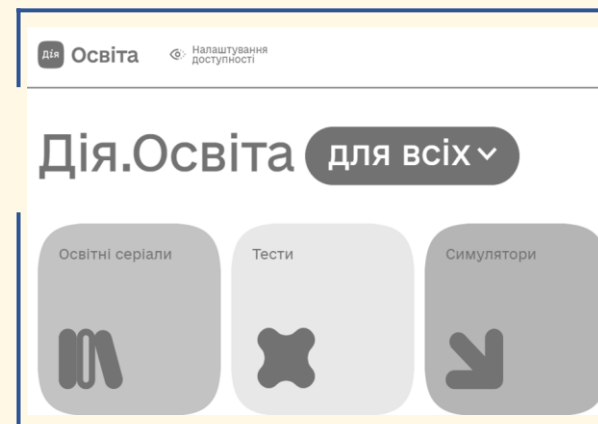 Дія Освіта
Налаштування
доступності
Дія.Освіта для всіх
Освітні серіали
Тести
Симулятори